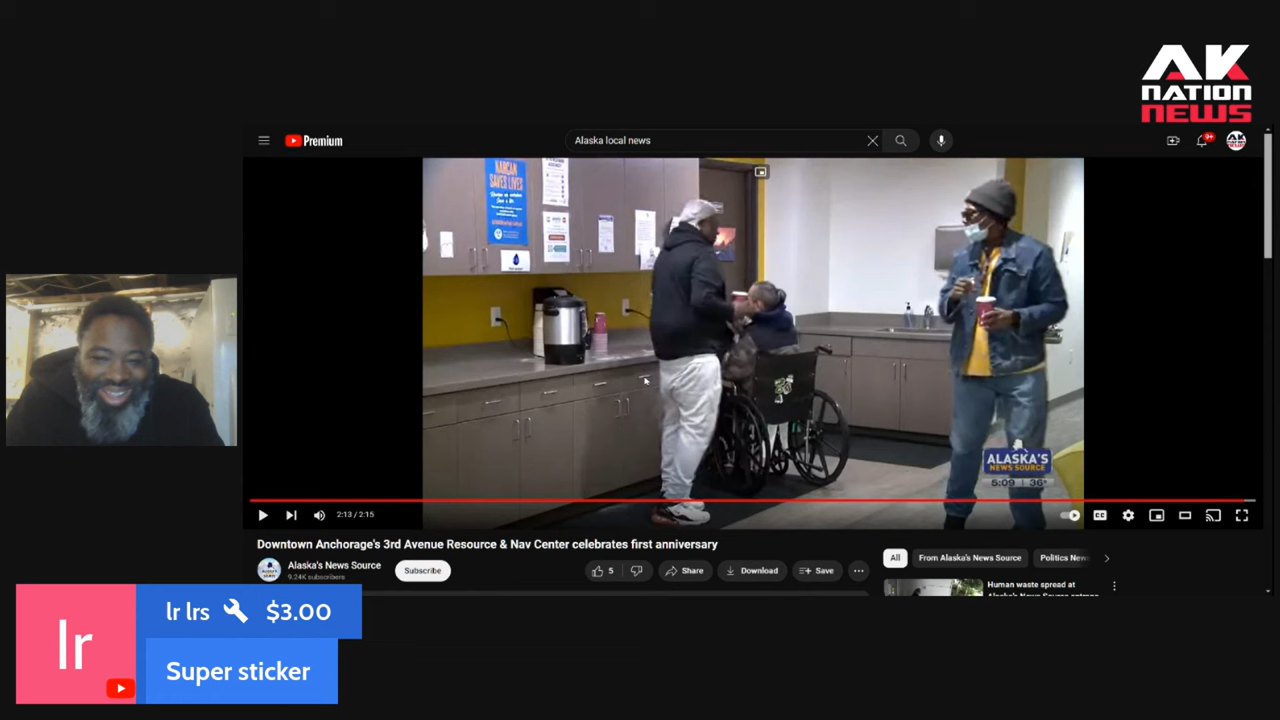 AK
NATION
NEWS
Premium
Alaska local news
9+
NARCAN
SAVES LIVES
ALASKA'S
NEWS SOURCE
5:09 36°
2:13 / 2:15
CC
Downtown Anchorage's 3rd Avenue Resource & Nav Center celebrates first anniversary
Alaska's News Source
9.24K subscribers
Subscribe
5
Share
Download
Save
All
From Alaska's News Source
Politics News
Human waste spread at
lr
lr lrs $3.00
Super sticker